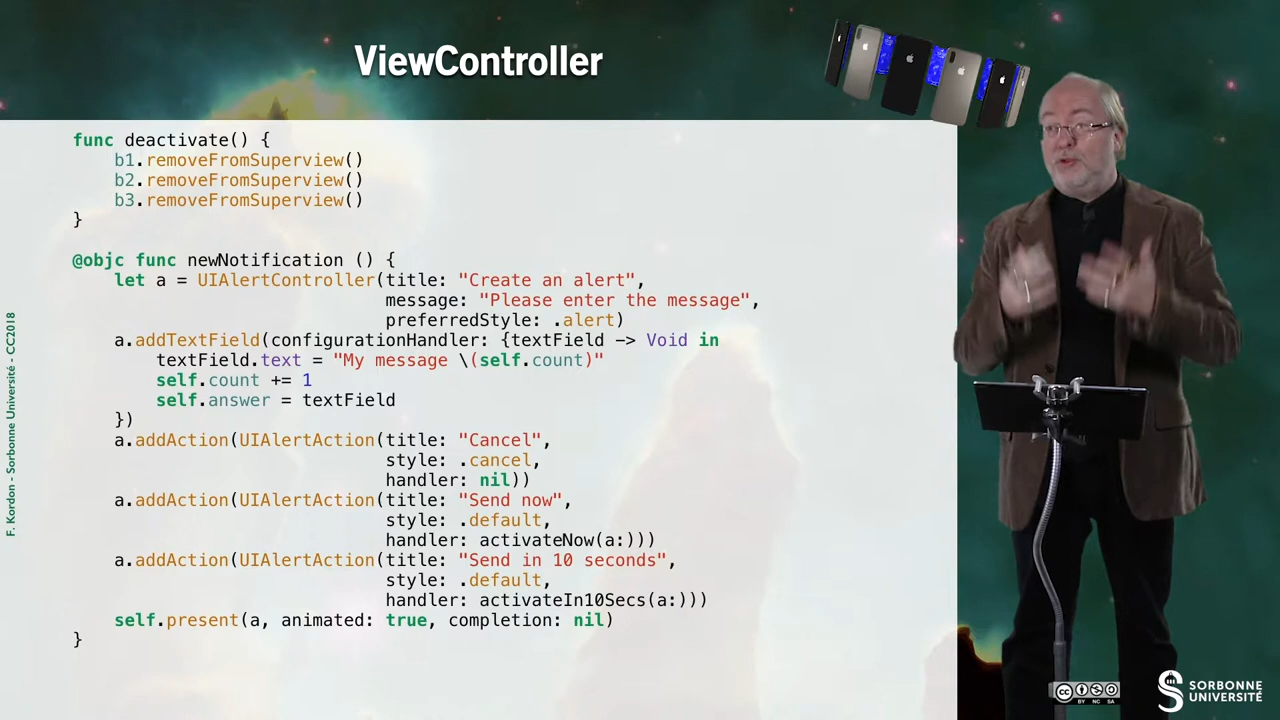 ViewController
func deactivate() {
b1.removeFromSuperview()
b2.removeFromSuperview()
b3.removeFromSuperview()
}
@objc func newNotification () {
let a = UIAlertController(title: "Create an alert",
message: "Please enter the message",
preferredStyle: .alert)
a.addTextField(configurationHandler: {textField -> Void in
textField.text = "My message \(self.count)"
self.count += 1
self.answer = textField
})
a.addAction(UIAlertAction(title: "Cancel",
style: .cancel,
handler: nil))
a.addAction(UIAlertAction(title: "Send now",
style: .default,
handler: activateNow(a:)))
a.addAction(UIAlertAction(title: "Send in 10 seconds",
style: .default,
handler: activateIn10Secs(a:)))
self.present(a, animated: true, completion: nil)
}
F. Kordon - Sorbonne Université - CC2018
CC BY NC SA
SORBONNE
UNIVERSITÉ